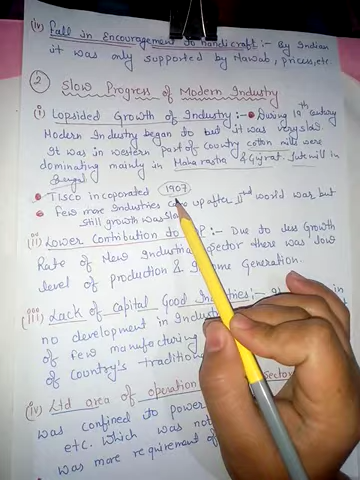 (iv) Fall in Encouragement to handicraft :- By Indian
it was only supported by Nawab, princes, etc.
② Slow Progress of Modern Industry
(i) Lopsided Growth of Industry :- During 19th century
Modern Industry began to but it was very slow
It was in western part of country cotton mill were
dominating mainly in Maharastra & Gujrat. Jute mill in
Bengal
TISCO incoporated 1907
Few more Industries up after IInd world war but
still growth was slow
(ii) Lower Contribution to :- Due to
Rate of New Industrial Sector there was low
level of production & Income Generation.
(iii) Lack of Capital Good Industries :- in
no development in Indust
of few manufacturing
of Country's traditional
(iv) Ltd area of operation Sector
was confined to power
etc. which was not
was more requirement of